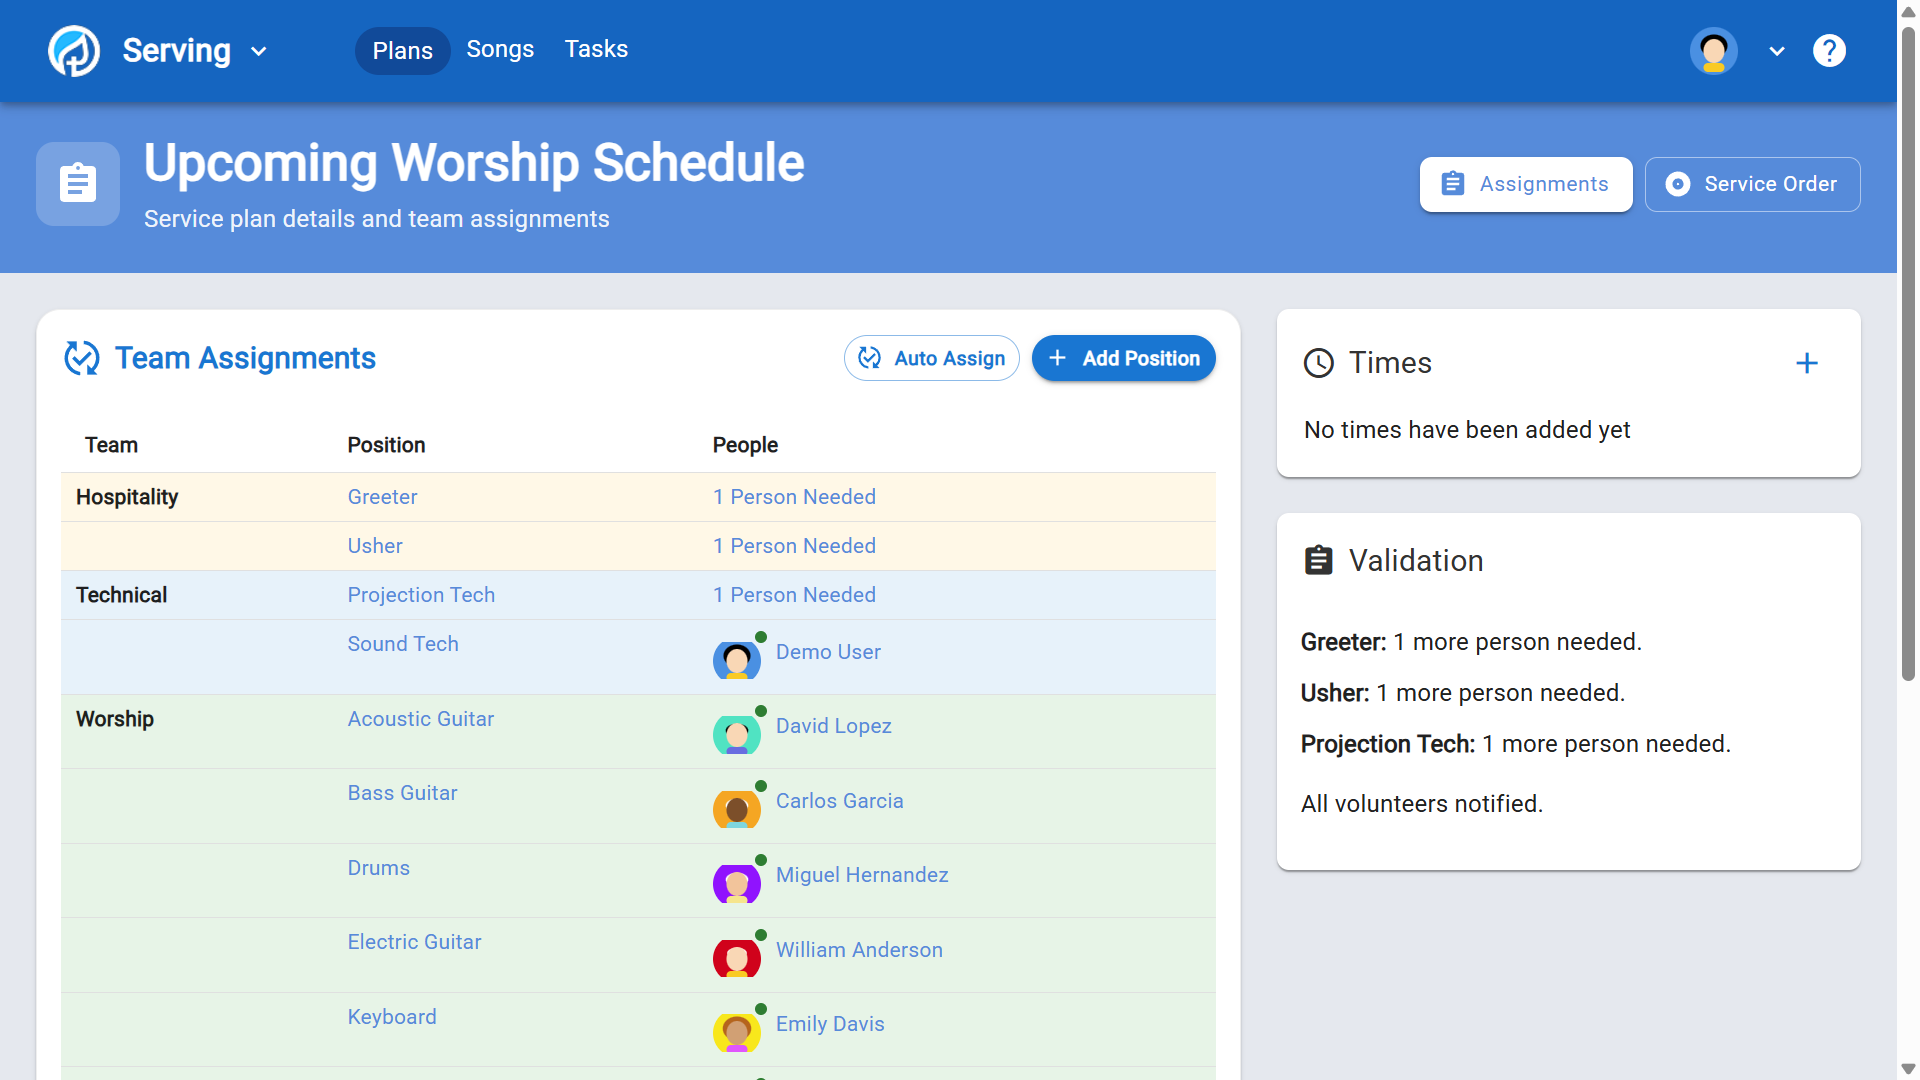 Serving
Plans
Songs
Tasks
Upcoming Worship Schedule
Service plan details and team assignments
Assignments
Service Order
Team Assignments
Auto Assign
Add Position
Team Position People
Hospitality Greeter 1 Person Needed
Usher 1 Person Needed
Technical Projection Tech 1 Person Needed
Sound Tech Demo User
Worship Acoustic Guitar David Lopez
Bass Guitar Carlos Garcia
Drums Miguel Hernandez
Electric Guitar William Anderson
Keyboard Emily Davis
Times
No times have been added yet
Validation
Greeter: 1 more person needed.
Usher: 1 more person needed.
Projection Tech: 1 more person needed.
All volunteers notified.